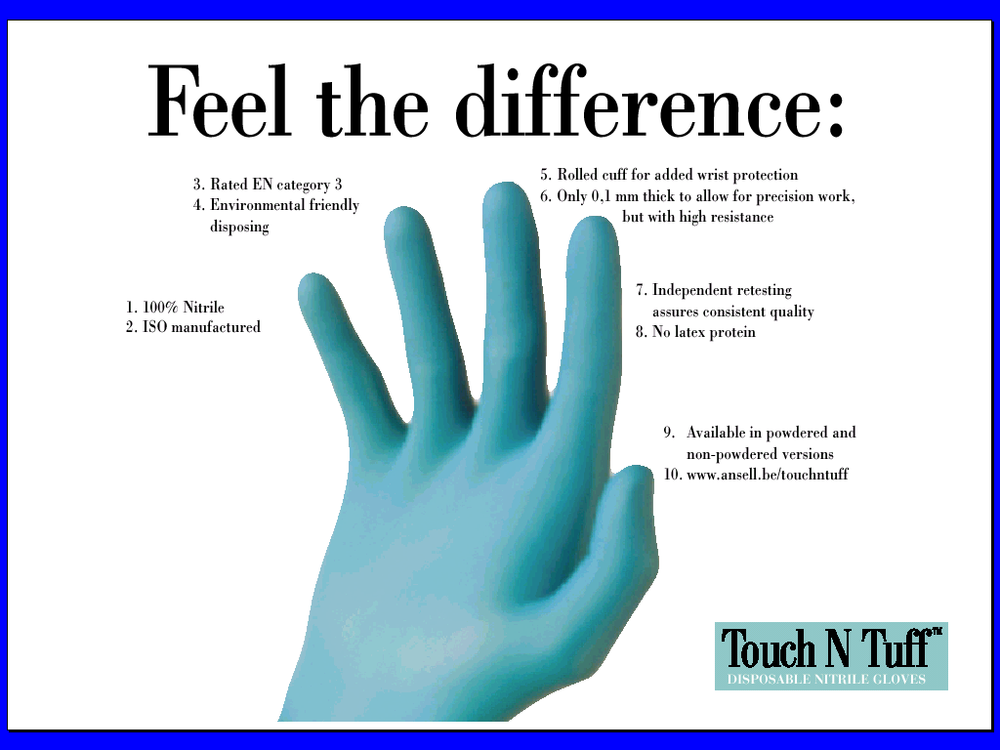 Feel the difference:
1. 100% Nitrile
2. ISO manufactured
3. Rated EN category 3
4. Environmental friendly
disposing
5. Rolled cuff for added wrist protection
6. Only 0,1 mm thick to allow for precision work,
but with high resistance
7. Independent retesting
assures consistent quality
8. No latex protein
9. Available in powdered and
non-powdered versions
10. www.ansell.be/touchntuff
Touch N Tuff™
DISPOSABLE NITRILE GLOVES